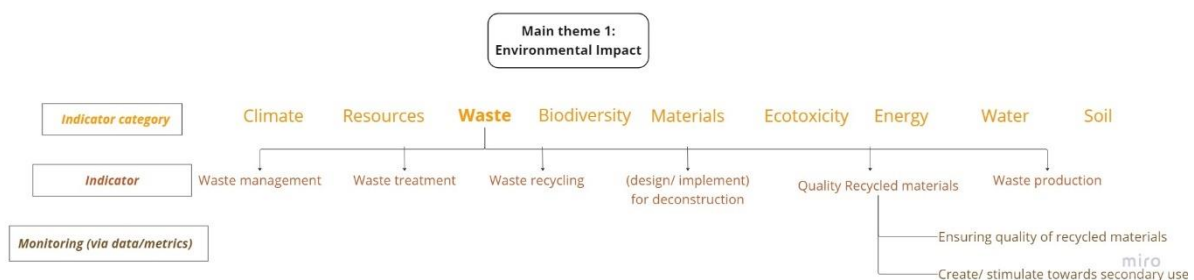 Main theme 1:
Environmental Impact
Indicator category
Climate Resources Waste Biodiversity Materials Ecotoxicity Energy Water Soil
Indicator
Waste management Waste treatment Waste recycling (design/ implement) for deconstruction Quality Recycled materials Waste production
Monitoring (via data/metrics)
Ensuring quality of recycled materials
Create/ stimulate towards secondary use
miro